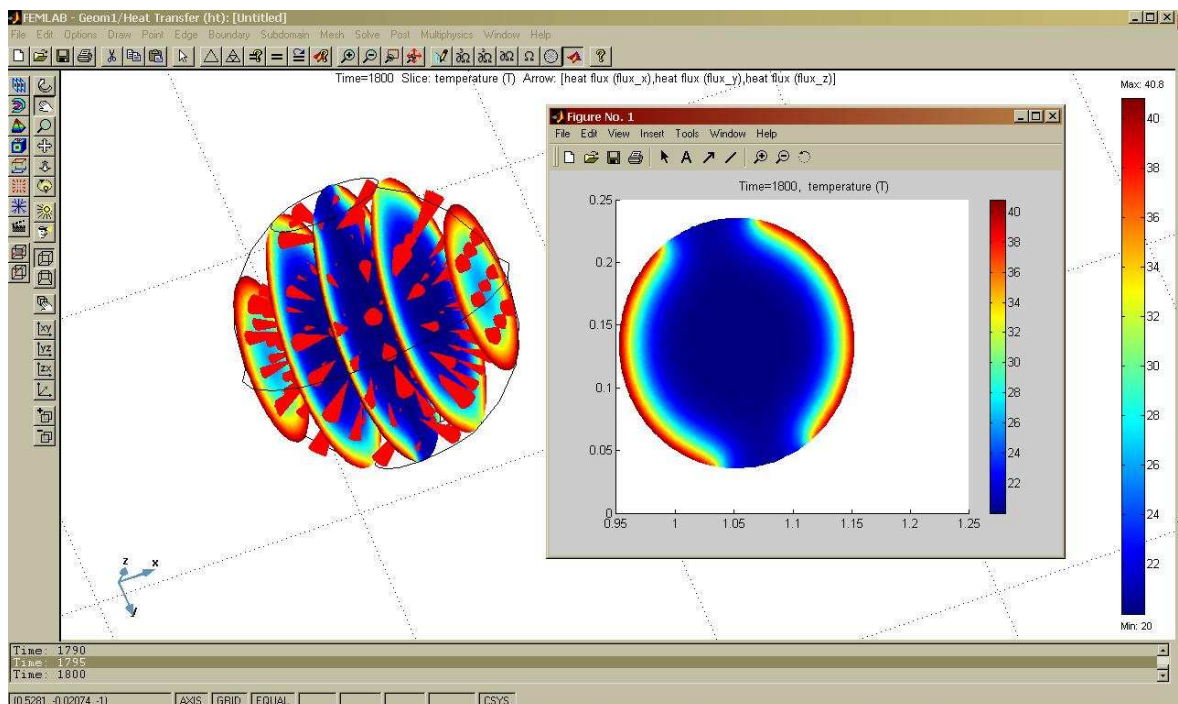 FEMLAB - Geom1/Heat Transfer (ht): [Untitled]
File Edit Options Draw Point Edge Boundary Subdomain Mesh Solve Post Multiphysics Window Help
Time=1800 Slice: temperature (T) Arrow: [heat flux (flux_x),heat flux (flux_y),heat flux (flux_z)]
Max: 40.8
40
38
36
34
32
30
28
26
24
22
Min: 20
Figure No. 1
File Edit View Insert Tools Window Help
Time=1800, temperature (T)
0.25
0.2
0.15
0.1
0.05
0
0.95 1 1.05 1.1 1.15 1.2 1.25
40
38
36
34
32
30
28
26
24
22
XY
YZ
ZX
z
x
y
Time: 1790
Time: 1795
Time: 1800
(0.5281, -0.02074, -1) AXIS GRID EQUAL CSYS